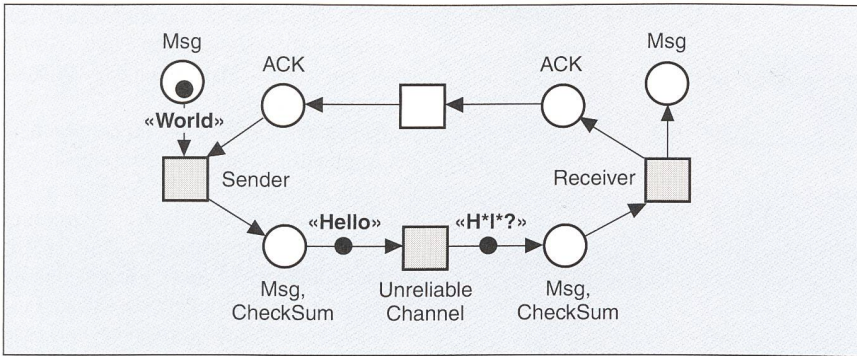 Msg
Msg
ACK
ACK
«World»
Sender
Receiver
«Hello»
«H*l*?»
Msg,
CheckSum
Unreliable
Channel
Msg,
CheckSum